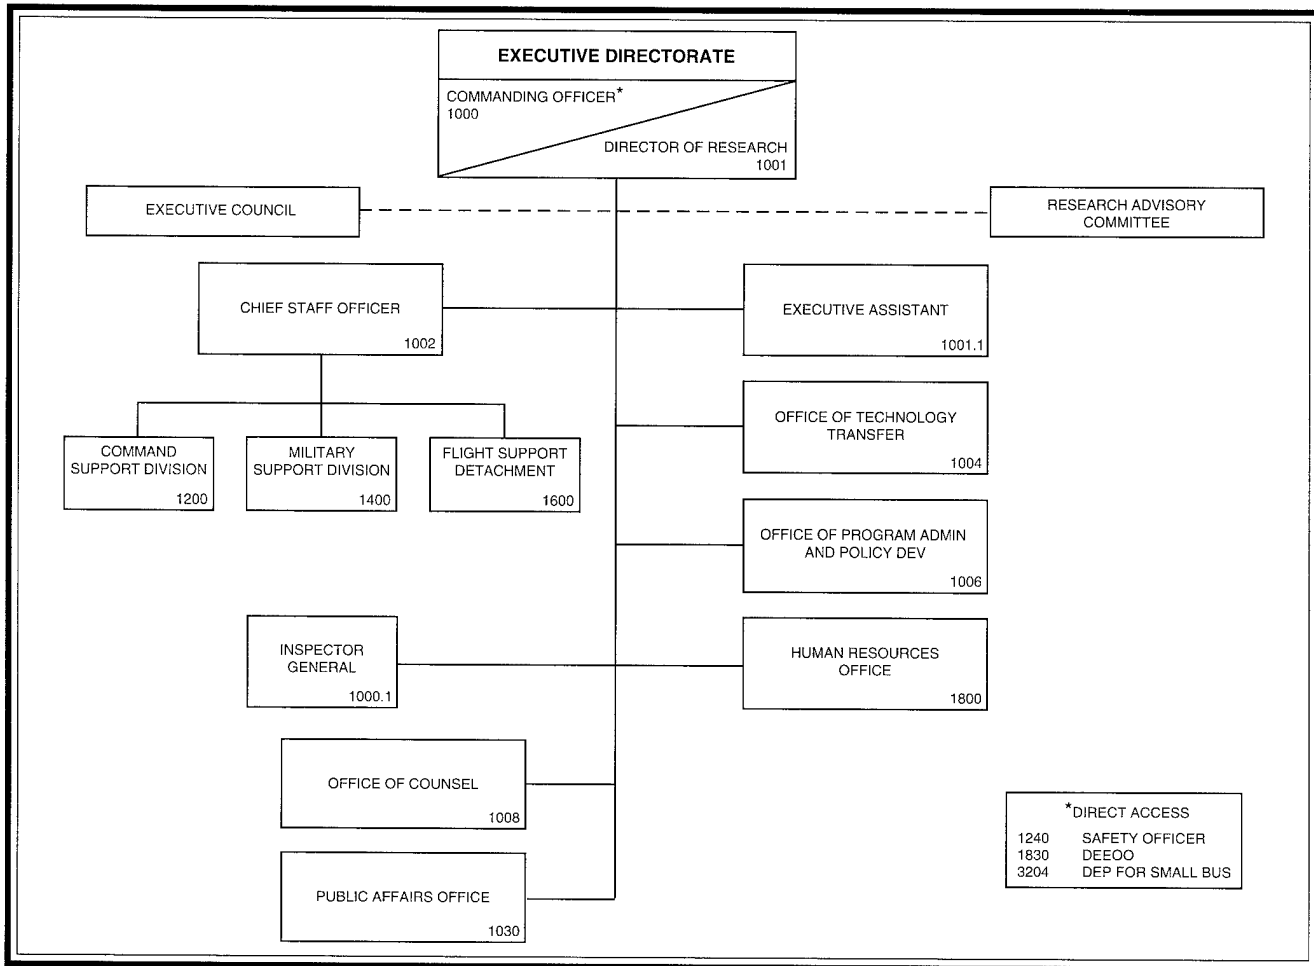 EXECUTIVE DIRECTORATE
COMMANDING OFFICER*
1000
DIRECTOR OF RESEARCH
1001
EXECUTIVE COUNCIL
RESEARCH ADVISORY
COMMITTEE
CHIEF STAFF OFFICER
1002
EXECUTIVE ASSISTANT
1001.1
COMMAND
SUPPORT DIVISION
1200
MILITARY
SUPPORT DIVISION
1400
FLIGHT SUPPORT
DETACHMENT
1600
OFFICE OF TECHNOLOGY
TRANSFER
1004
OFFICE OF PROGRAM ADMIN
AND POLICY DEV
1006
INSPECTOR
GENERAL
1000.1
HUMAN RESOURCES
OFFICE
1800
OFFICE OF COUNSEL
1008
PUBLIC AFFAIRS OFFICE
1030
*DIRECT ACCESS
1240 SAFETY OFFICER
1830 DEEOO
3204 DEP FOR SMALL BUS